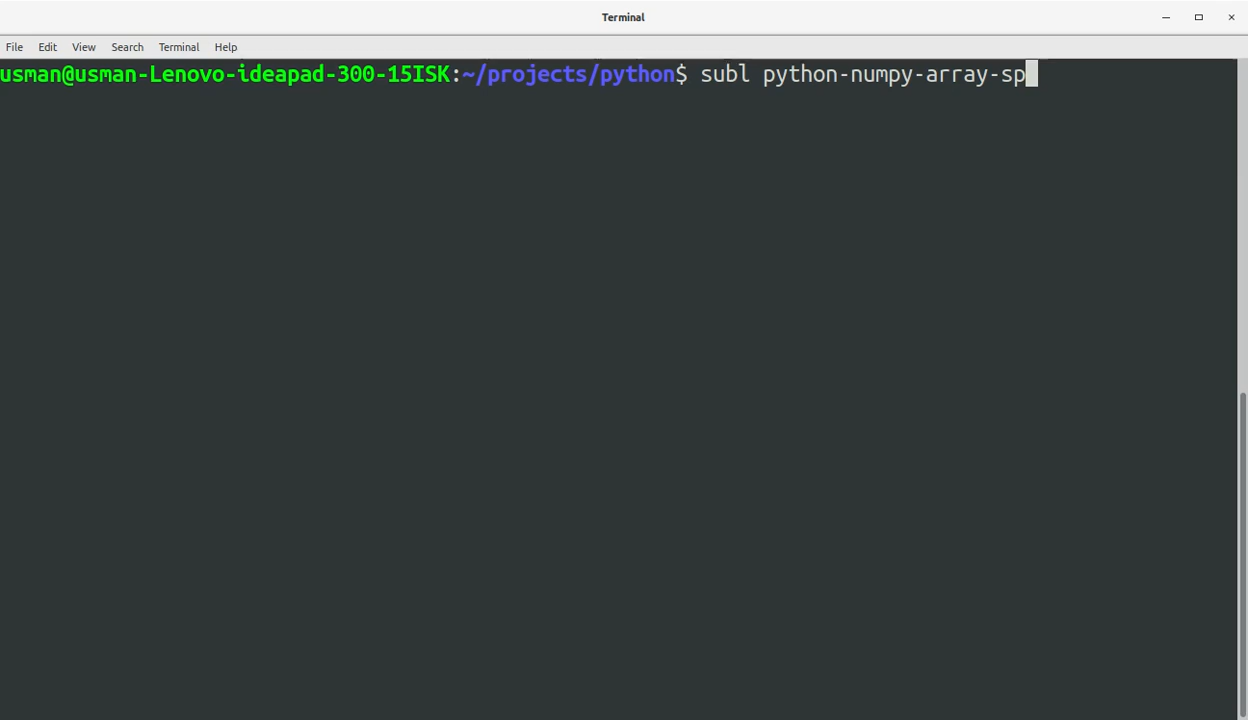 Terminal
File Edit View Search Terminal Help
usman@usman-Lenovo-ideapad-300-15ISK:~/projects/python$ subl python-numpy-array-sp